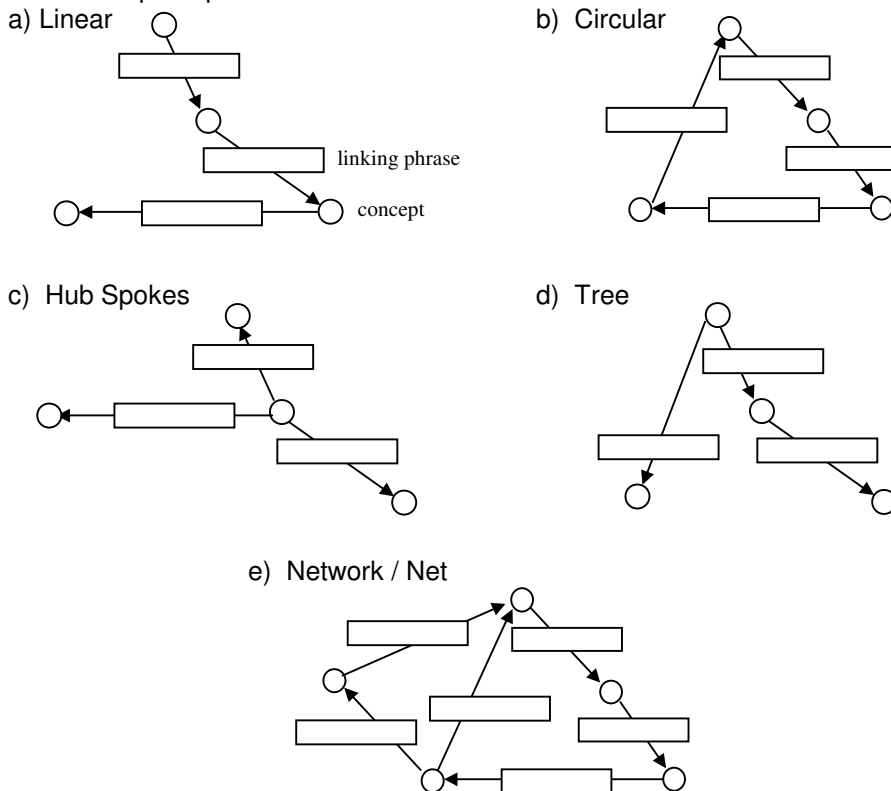 a) Linear
b) Circular
linking phrase
concept
c) Hub Spokes
d) Tree
e) Network / Net